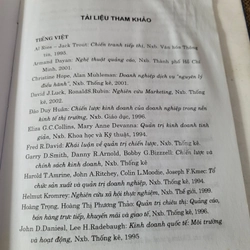 TÀI LIỆU THAM KHẢO
TIẾNG VIỆT
Al Ries - Jack Trout: Chiến tranh tiếp thị, Nxb. Văn hóa Thông
tin, 1996.
Armand Dayan: Nghệ thuật quảng cáo, Nxb. Thành phố Hồ Chí
Minh, 2001.
Christine Hope, Alan Muhleman: Doanh nghiệp dịch vụ "nguyên lý
điều hành", Nxb. Thống kê, 2001.
David J.Luck, Ronald S.Rubin: Nghiên cứu Marketing, Nxb. Thống
kê, 2002.
Đào Duy Huân: Chiến lược kinh doanh của doanh nghiệp trong nền
kinh tế thị trường, Nxb. Giáo dục, 1996.
Eliza G.C.Collins, Mary Anne Devanna: Quản trị kinh doanh tinh
giản, Nxb. Khoa học và Kỹ thuật, 1994.
Fred R.David: Khái luận về quản trị chiến lược, Nxb. Thống kê.
Garry D.Smith, Danny R.Arnold, Bobby G.Bizzell: Chiến lược và
chính sách kinh doanh, Nxb. Thống kê
Harold T.Amrine, John A.Ritchey, Colin L.Moodie, Joseph F.Kmec: Tổ
chức sản xuất và quản trị doanh nghiệp, Nxb. Thống kê
Helmut Kromrey: Nghiên cứu xã hội thực nghiệm, Nxb. Thế giới, 1999.
Hoàng Trọng, Hoàng Thị Phương Thảo: Quản trị chiêu thị: Quảng cáo,
bán hàng trực tiếp, khuyến mãi và giao tế, Nxb. Thống kê, 1996.
John D.Daniesal, Lee H.Radebaugh: Kinh doanh quốc tế: Môi trường
và hoạt động, Nxb. Thống kê, 1995